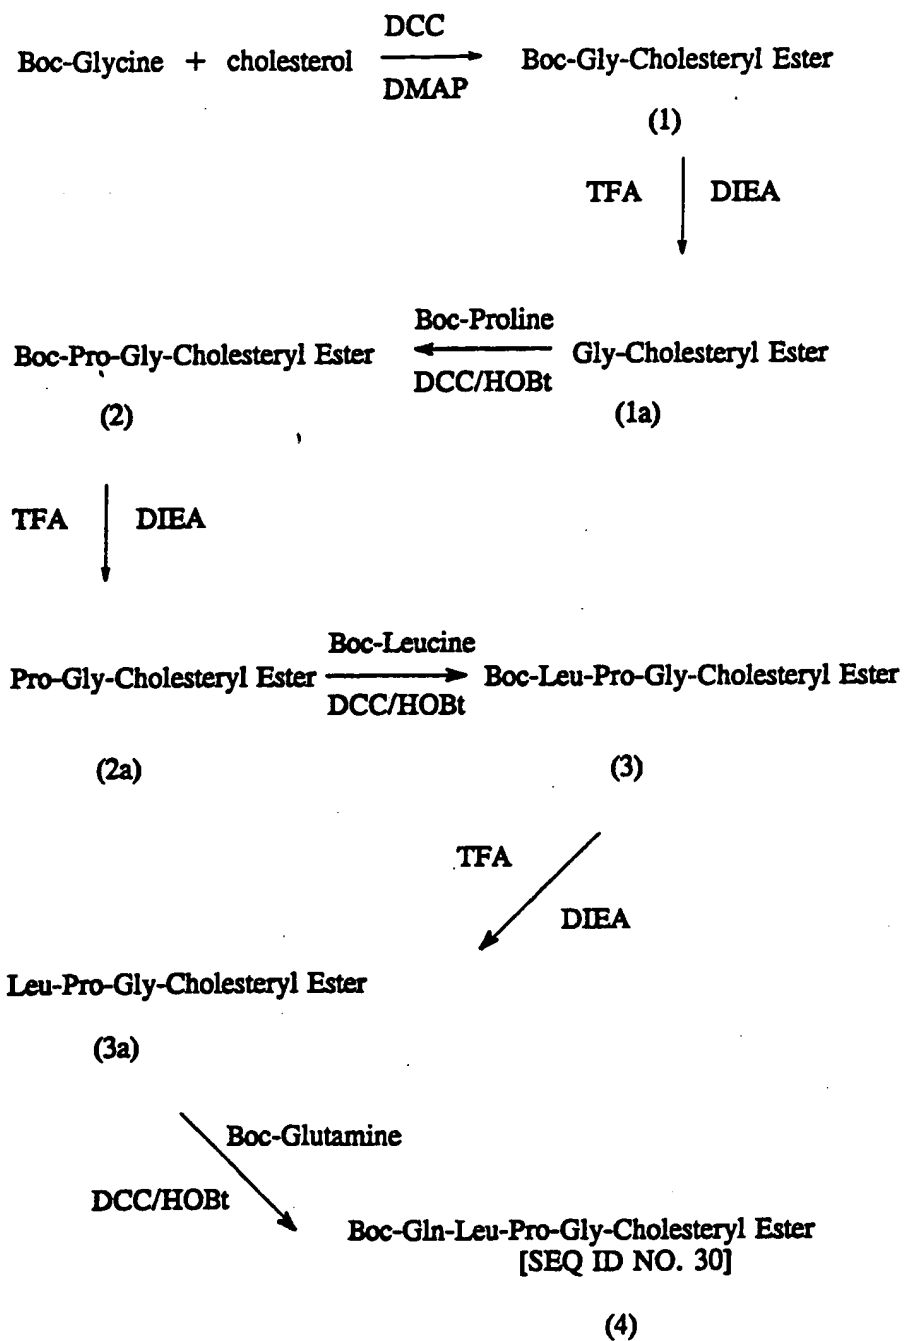 Boc-Glycine + cholesterol DCC DMAP Boc-Gly-Cholesteryl Ester
(1)
TFA DIEA
Boc-Pro-Gly-Cholesteryl Ester Boc-Proline DCC/HOBt Gly-Cholesteryl Ester
(2) (1a)
TFA DIEA
Pro-Gly-Cholesteryl Ester Boc-Leucine DCC/HOBt Boc-Leu-Pro-Gly-Cholesteryl Ester
(2a) (3)
TFA
DIEA
Leu-Pro-Gly-Cholesteryl Ester
(3a)
Boc-Glutamine
DCC/HOBt
Boc-Gln-Leu-Pro-Gly-Cholesteryl Ester
[SEQ ID NO. 30]
(4)